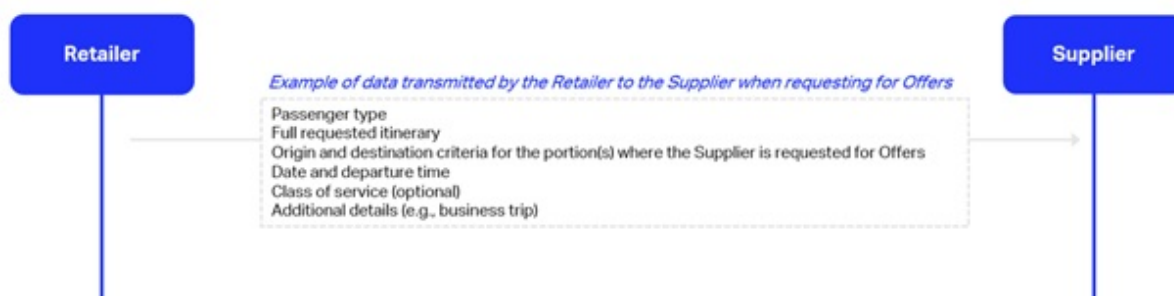 Retailer
Supplier
Example of data transmitted by the Retailer to the Supplier when requesting for Offers
Passenger type
Full requested itinerary
Origin and destination criteria for the portion(s) where the Supplier is requested for Offers
Date and departure time
Class of service (optional)
Additional details (e.g., business trip)